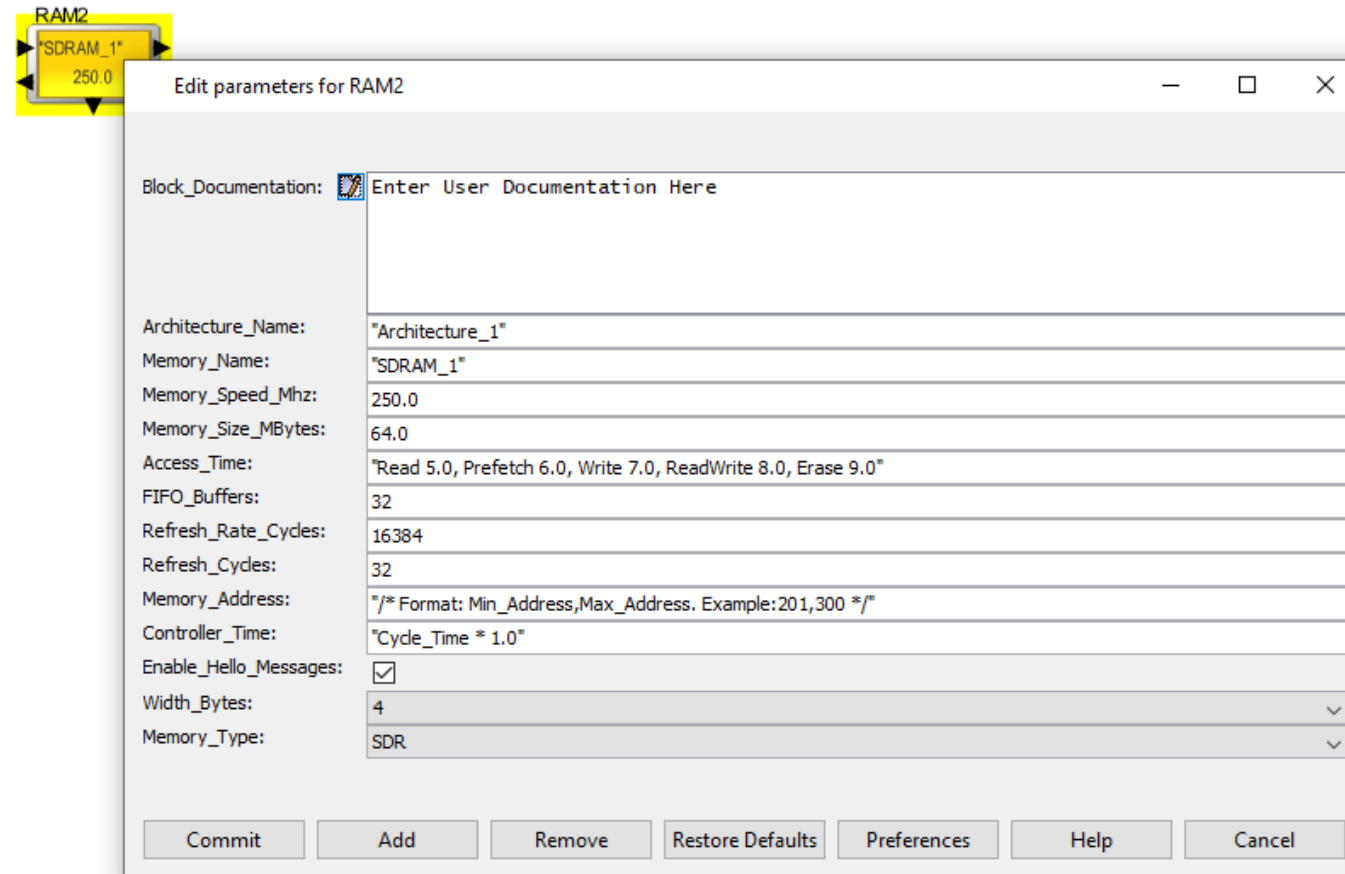 RAM2
"SDRAM_1"
250.0
Edit parameters for RAM2
Block_Documentation: Enter User Documentation Here
Architecture_Name: "Architecture_1"
Memory_Name: "SDRAM_1"
Memory_Speed_Mhz: 250.0
Memory_Size_MBytes: 64.0
Access_Time: "Read 5.0, Prefetch 6.0, Write 7.0, ReadWrite 8.0, Erase 9.0"
FIFO_Buffers: 32
Refresh_Rate_Cycles: 16384
Refresh_Cycles: 32
Memory_Address: "/* Format: Min_Address,Max_Address. Example:201,300 */"
Controller_Time: "Cycle_Time * 1.0"
Enable_Hello_Messages:
Width_Bytes: 4
Memory_Type: SDR
Commit Add Remove Restore Defaults Preferences Help Cancel